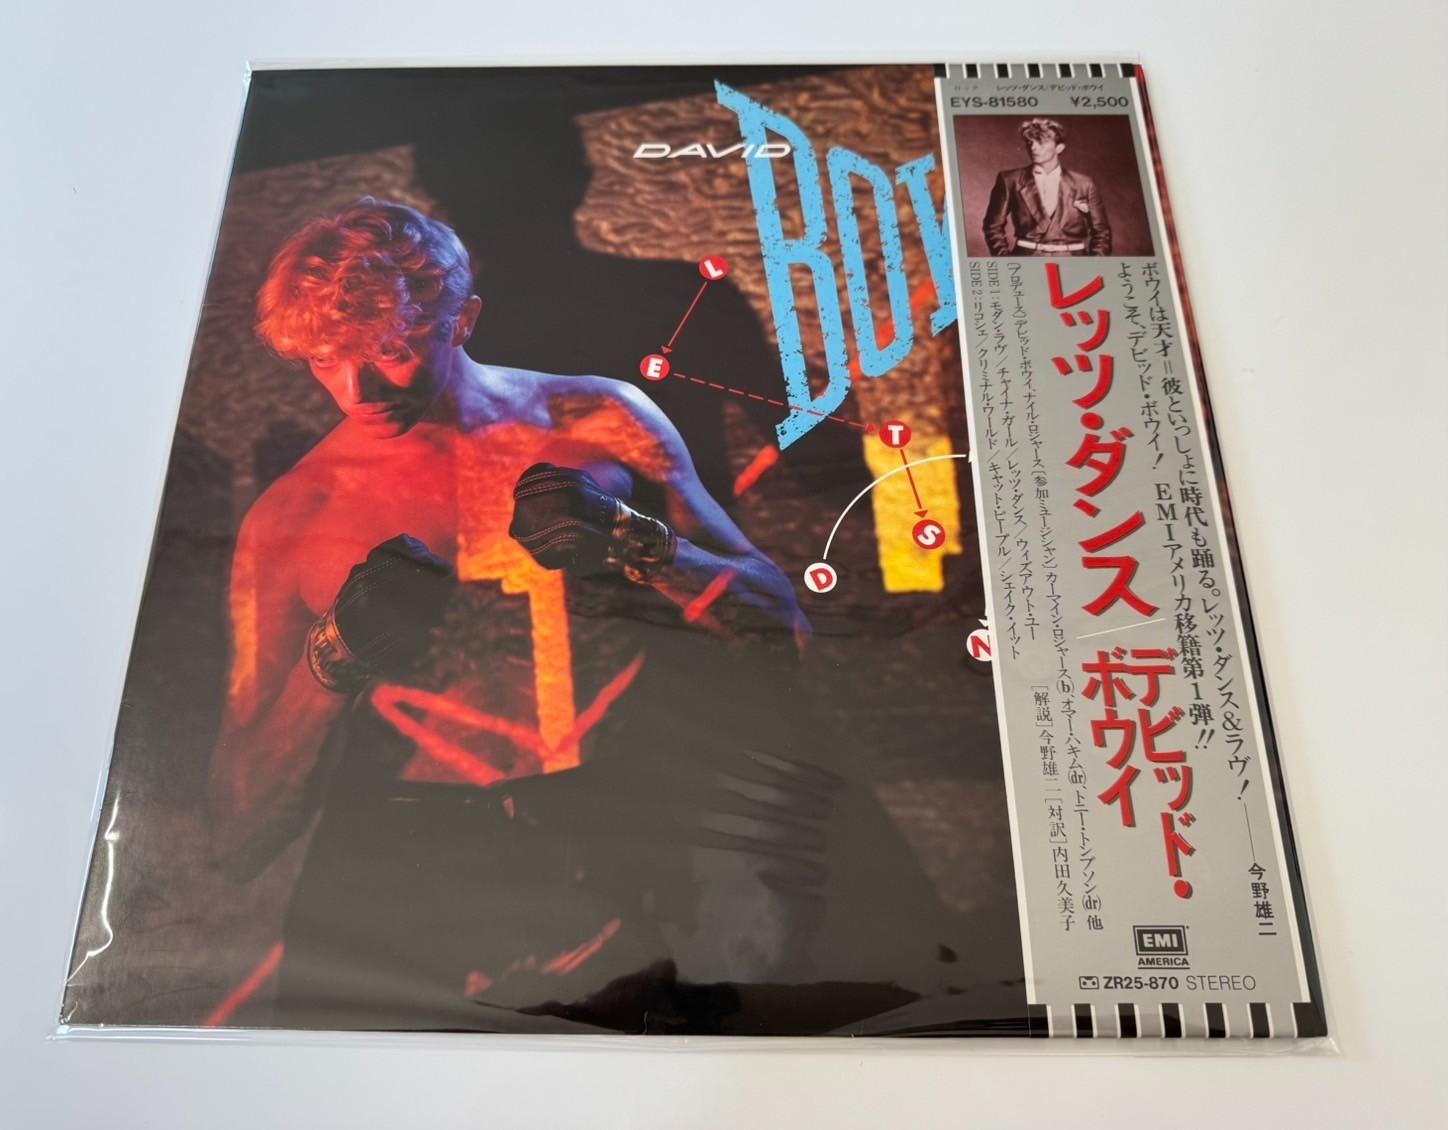 DAVID
BOW
L
E
T
S
D
N
ロック レッツ・ダンス/デビッド・ボウイ
EYS-81580 ¥2,500
ボウイは天才=彼といっしょに時代も踊る。レッツ・ダンス&ラヴ!——今野雄二
ようこそ、デビッド・ボウイ! EMIアメリカ移籍第1弾!!
レッツ・ダンス/デビッド・ボウイ
[プロデュース]デビッド・ボウイ、ナイル・ロジャース[参加ミュージシャン]カーマイン・ロジャース(b)、オマー・ハキム(dr)、トニー・トンプソン(dr)他
SIDE 1:モダン・ラヴ/チャイナ・ガール/レッツ・ダンス/ウィズアウト・ユー
SIDE 2:リコシェ/クリミナル・ワールド/キャット・ピープル/シェイク・イット
[解説]今野雄二[対訳]内田久美子
EMI
AMERICA
ZR25-870 STEREO